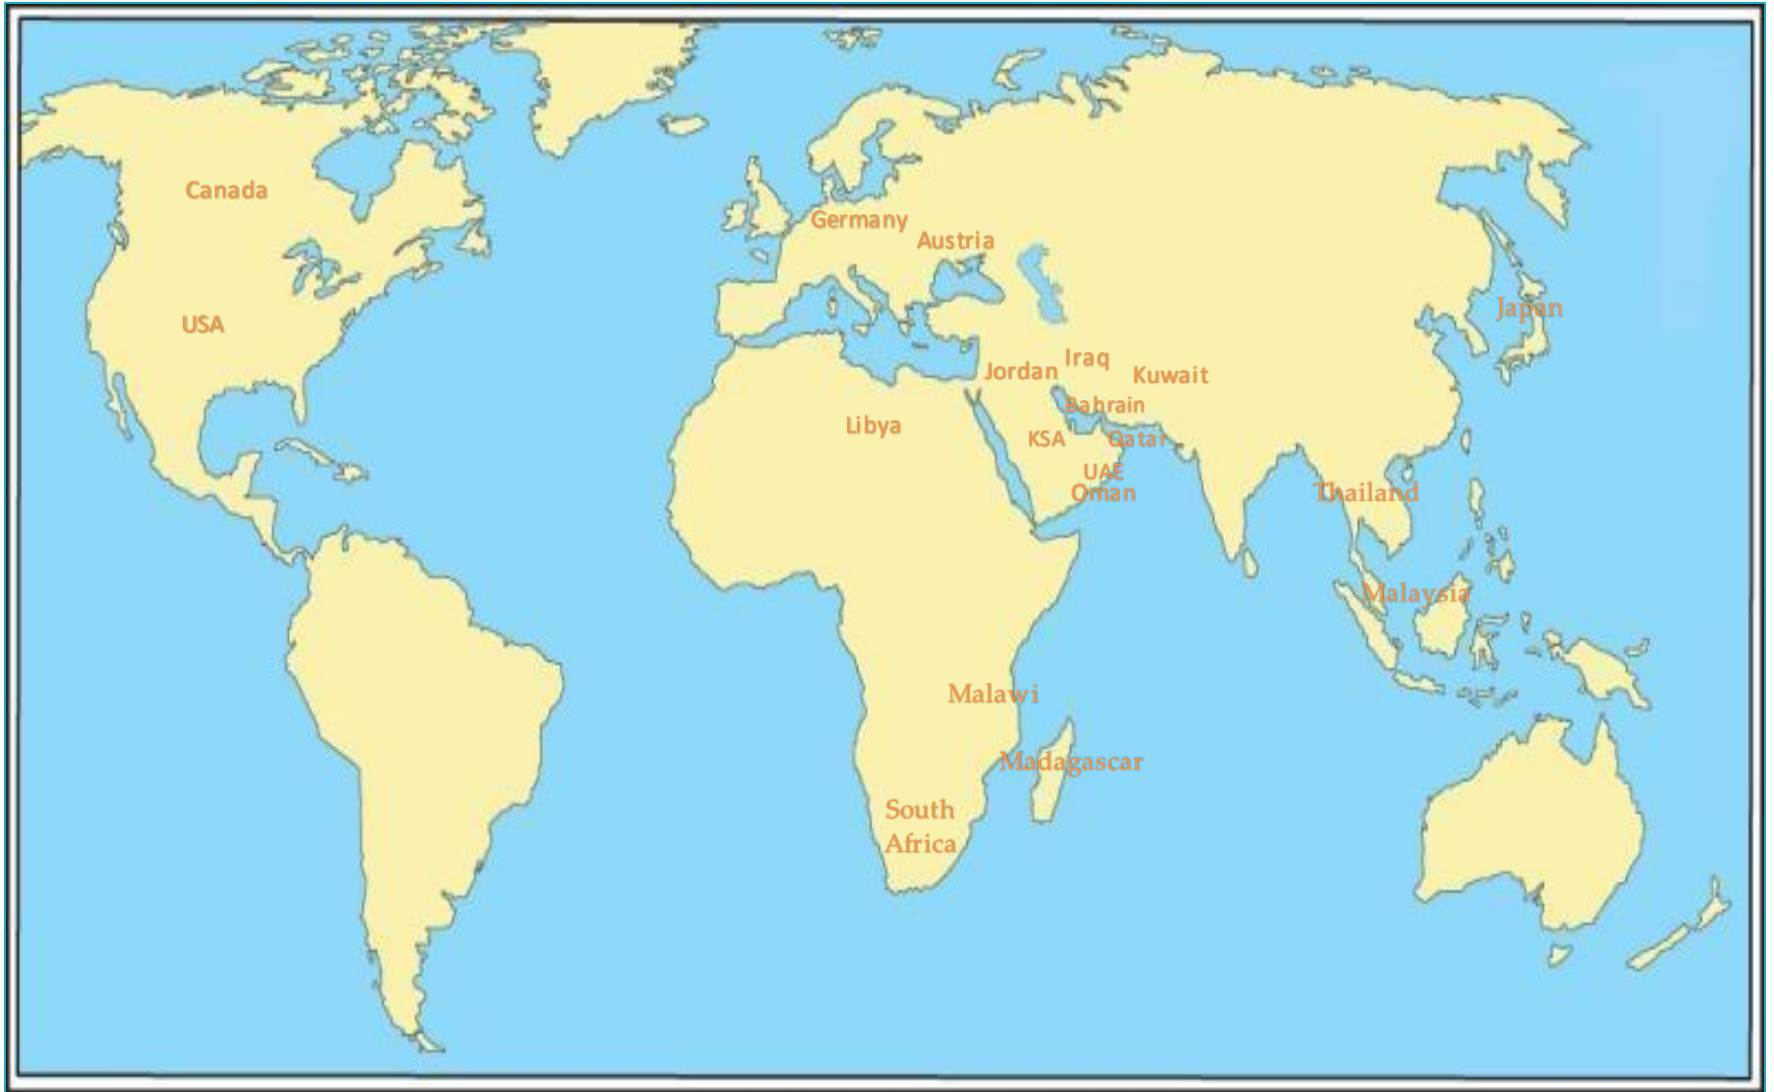 Canada
Germany
Austria
USA
Japan
Iraq
Jordan
Kuwait
Bahrain
Libya
KSA
Qatar
UAE
Oman
Thailand
Malaysia
Malawi
Madagascar
South
Africa